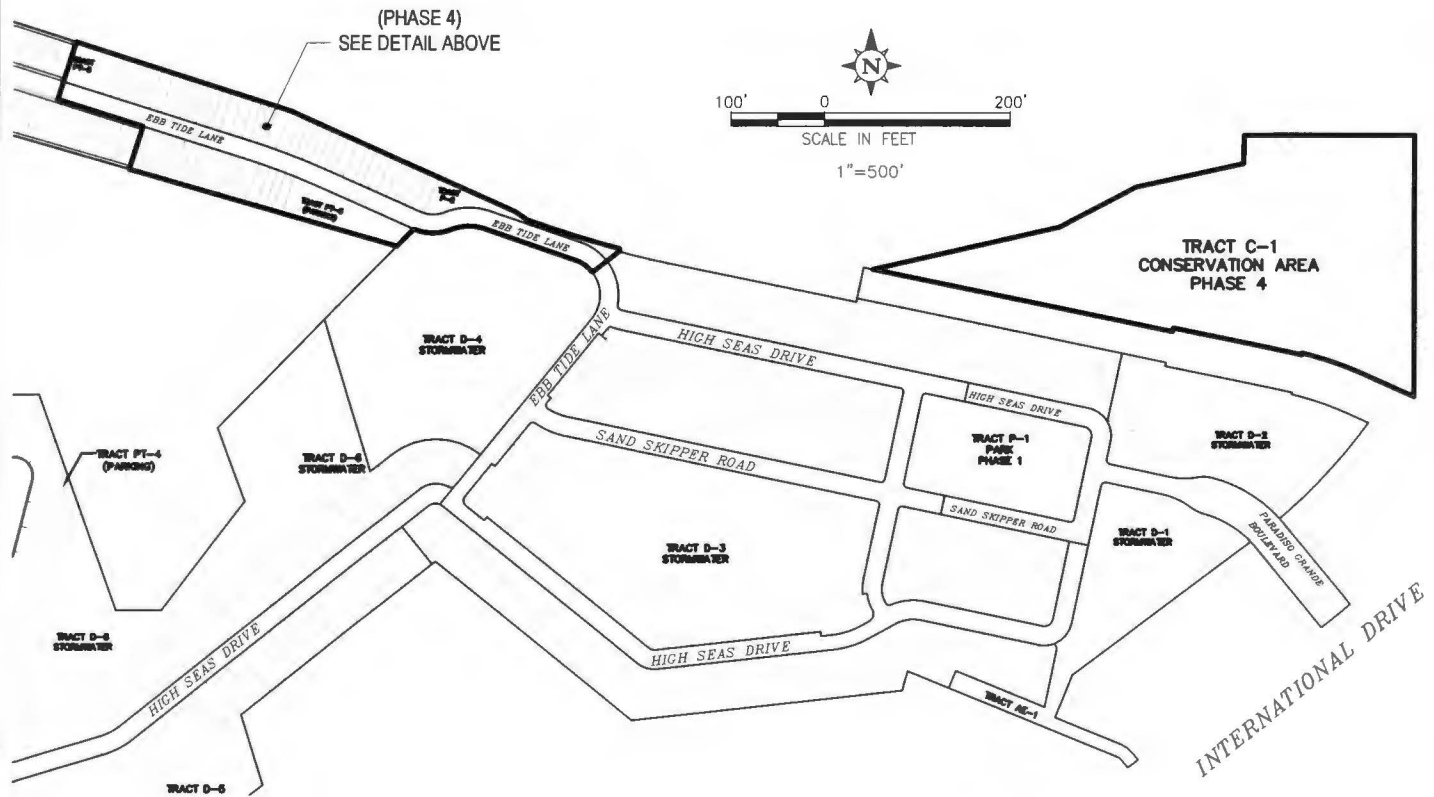 (PHASE 4)
SEE DETAIL ABOVE
N
100' 0 200'
SCALE IN FEET
1"=500'
TRACT
EBB TIDE LANE
TRACT
EBB TIDE LANE
TRACT C-1
CONSERVATION AREA
PHASE 4
TRACT D-4
STORMWATER
EBB TIDE LANE
HIGH SEAS DRIVE
HIGH SEAS DRIVE
SAND SKIPPER ROAD
TRACT P-1
PARK
PHASE 1
TRACT D-2
STORMWATER
TRACT PT-4
(PARKING)
TRACT D-6
STORMWATER
SAND SKIPPER ROAD
TRACT D-1
STORMWATER
PARADISO GRANDE
BOULEVARD
TRACT D-3
STORMWATER
INTERNATIONAL DRIVE
STORMWATER
HIGH SEAS DRIVE
HIGH SEAS DRIVE
TRACT AE-1
TRACT D-5